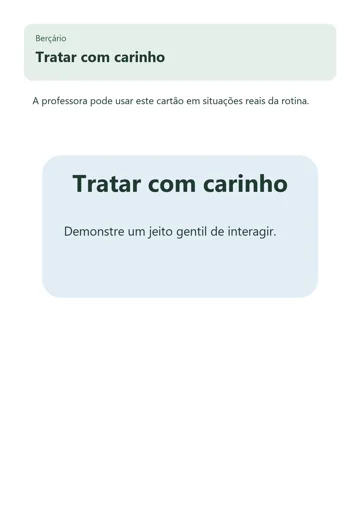 Berçário
Tratar com carinho
A professora pode usar este cartão em situações reais da rotina.
Tratar com carinho
Demonstre um jeito gentil de interagir.